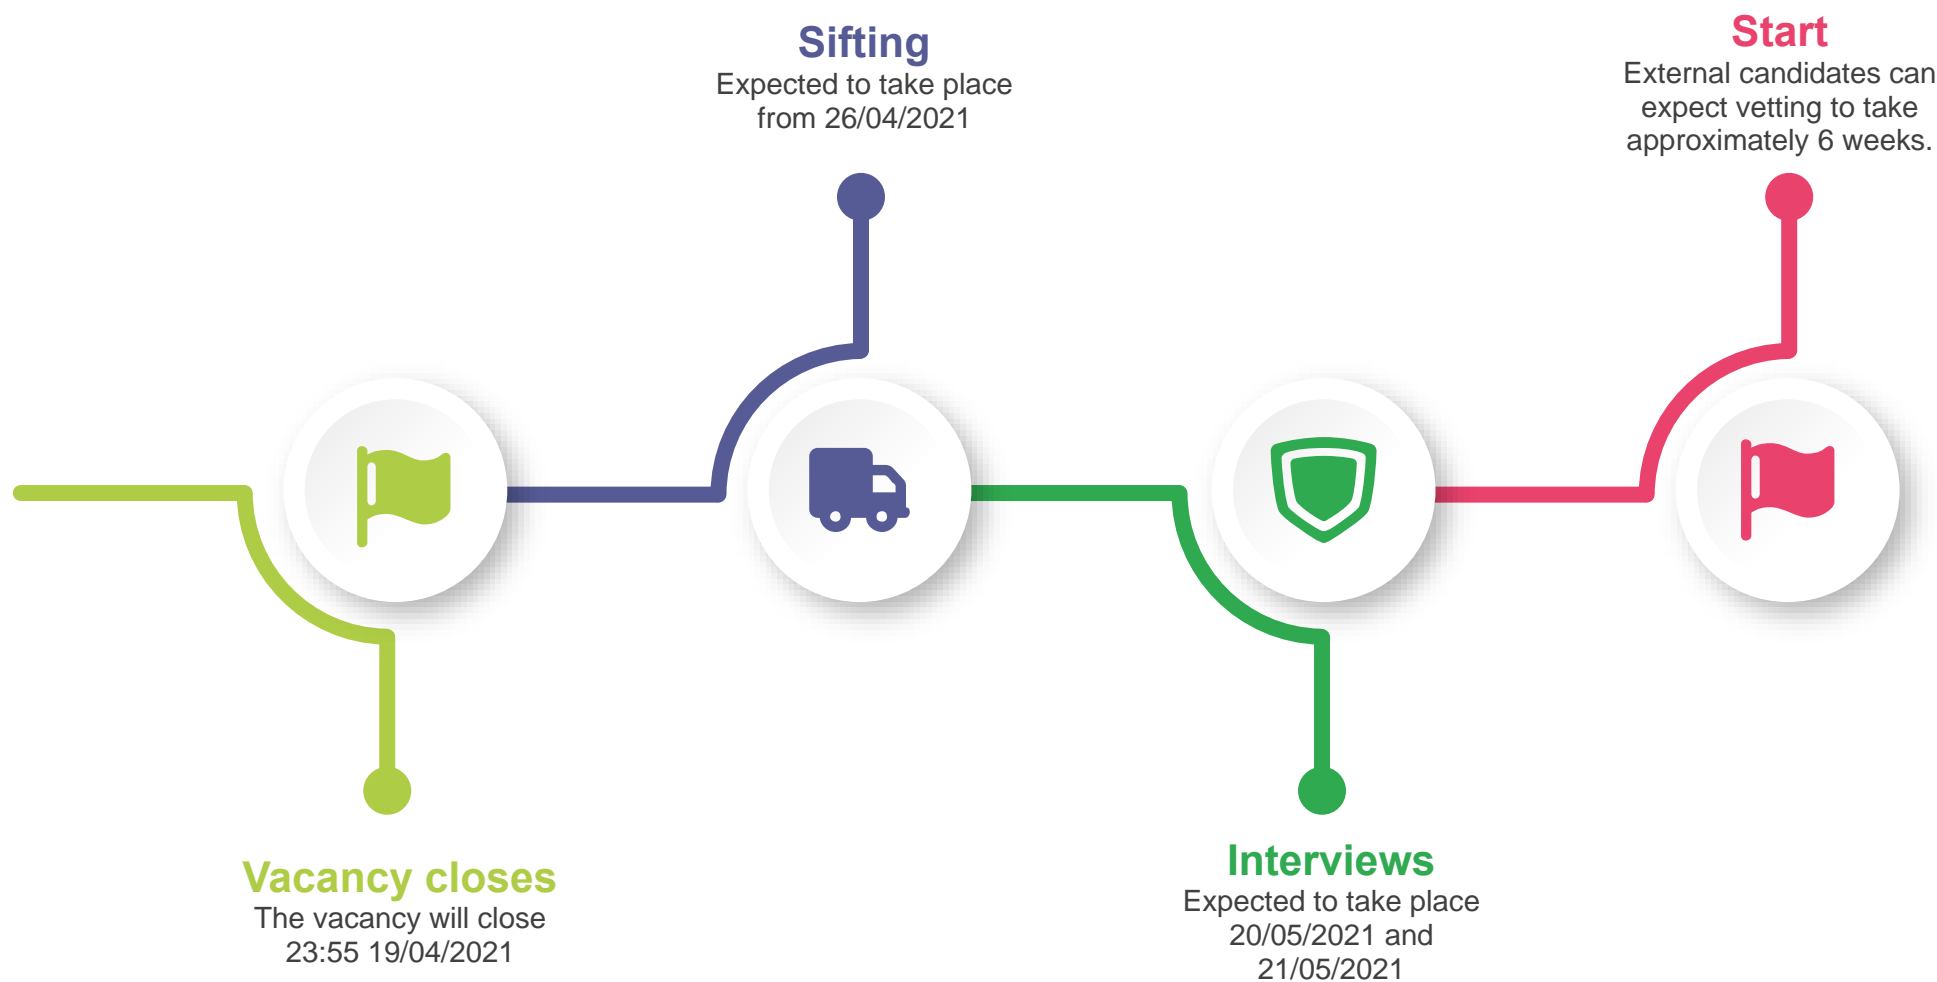 Vacancy closes
The vacancy will close
23:55 19/04/2021
Sifting
Expected to take place
from 26/04/2021
Interviews
Expected to take place
20/05/2021 and
21/05/2021
Start
External candidates can
expect vetting to take
approximately 6 weeks.